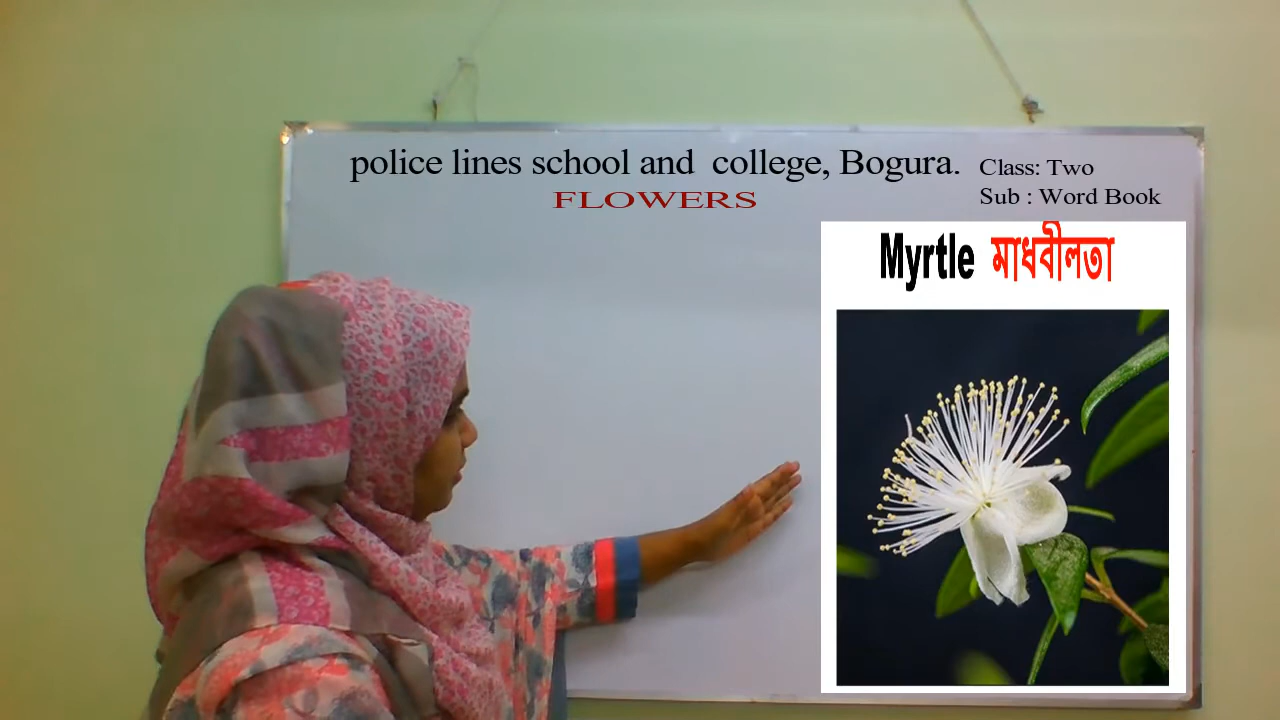 police lines school and college, Bogura.
Class: Two
FLOWERS
Sub : Word Book
Myrtle মাধবীলতা